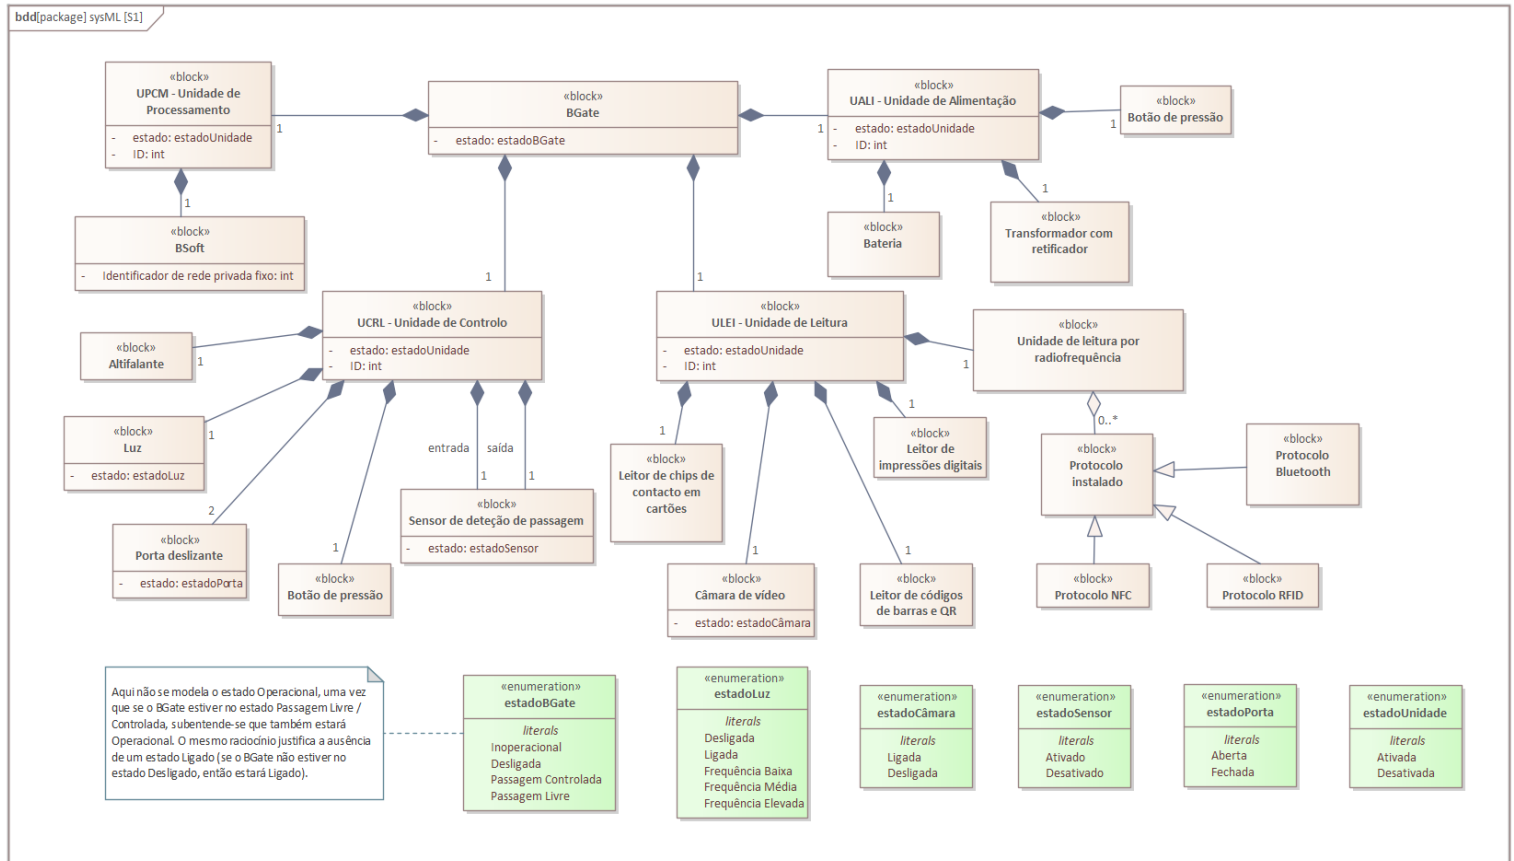 bdd[package] sysML [S1]
«block»
UPCM - Unidade de
Processamento
- estado: estadoUnidade
- ID: int
1
«block»
BGate
- estado: estadoBGate
1
«block»
UALI - Unidade de Alimentação
- estado: estadoUnidade
- ID: int
1
«block»
Botão de pressão
1
«block»
BSoft
- Identificador de rede privada fixo: int
1
«block»
Bateria
1
«block»
Transformador com
retificador
1
1
«block»
UCRL - Unidade de Controlo
- estado: estadoUnidade
- ID: int
«block»
ULEI - Unidade de Leitura
- estado: estadoUnidade
- ID: int
1
«block»
Unidade de leitura por
radiofrequência
«block»
Altifalante
1
«block»
Luz
- estado: estadoLuz
1
2
«block»
Porta deslizante
- estado: estadoPorta
1
«block»
Botão de pressão
entrada
saída
1
1
«block»
Sensor de deteção de passagem
- estado: estadoSensor
1
«block»
Leitor de chips de
contacto em
cartões
1
«block»
Leitor de
impressões digitais
1
«block»
Câmara de vídeo
- estado: estadoCâmara
1
«block»
Leitor de códigos
de barras e QR
0..*
«block»
Protocolo
instalado
«block»
Protocolo
Bluetooth
«block»
Protocolo NFC
«block»
Protocolo RFID
Aqui não se modela o estado Operacional, uma vez
que se o BGate estiver no estado Passagem Livre /
Controlada, subentende-se que também estará
Operacional. O mesmo raciocínio justifica a ausência
de um estado Ligado (se o BGate não estiver no
estado Desligado, então estará Ligado).
«enumeration»
estadoBGate
literals
Inoperacional
Desligada
Passagem Controlada
Passagem Livre
«enumeration»
estadoLuz
literals
Desligada
Ligada
Frequência Baixa
Frequência Média
Frequência Elevada
«enumeration»
estadoCâmara
literals
Ligada
Desligada
«enumeration»
estadoSensor
literals
Ativado
Desativado
«enumeration»
estadoPorta
literals
Aberta
Fechada
«enumeration»
estadoUnidade
literals
Ativada
Desativada